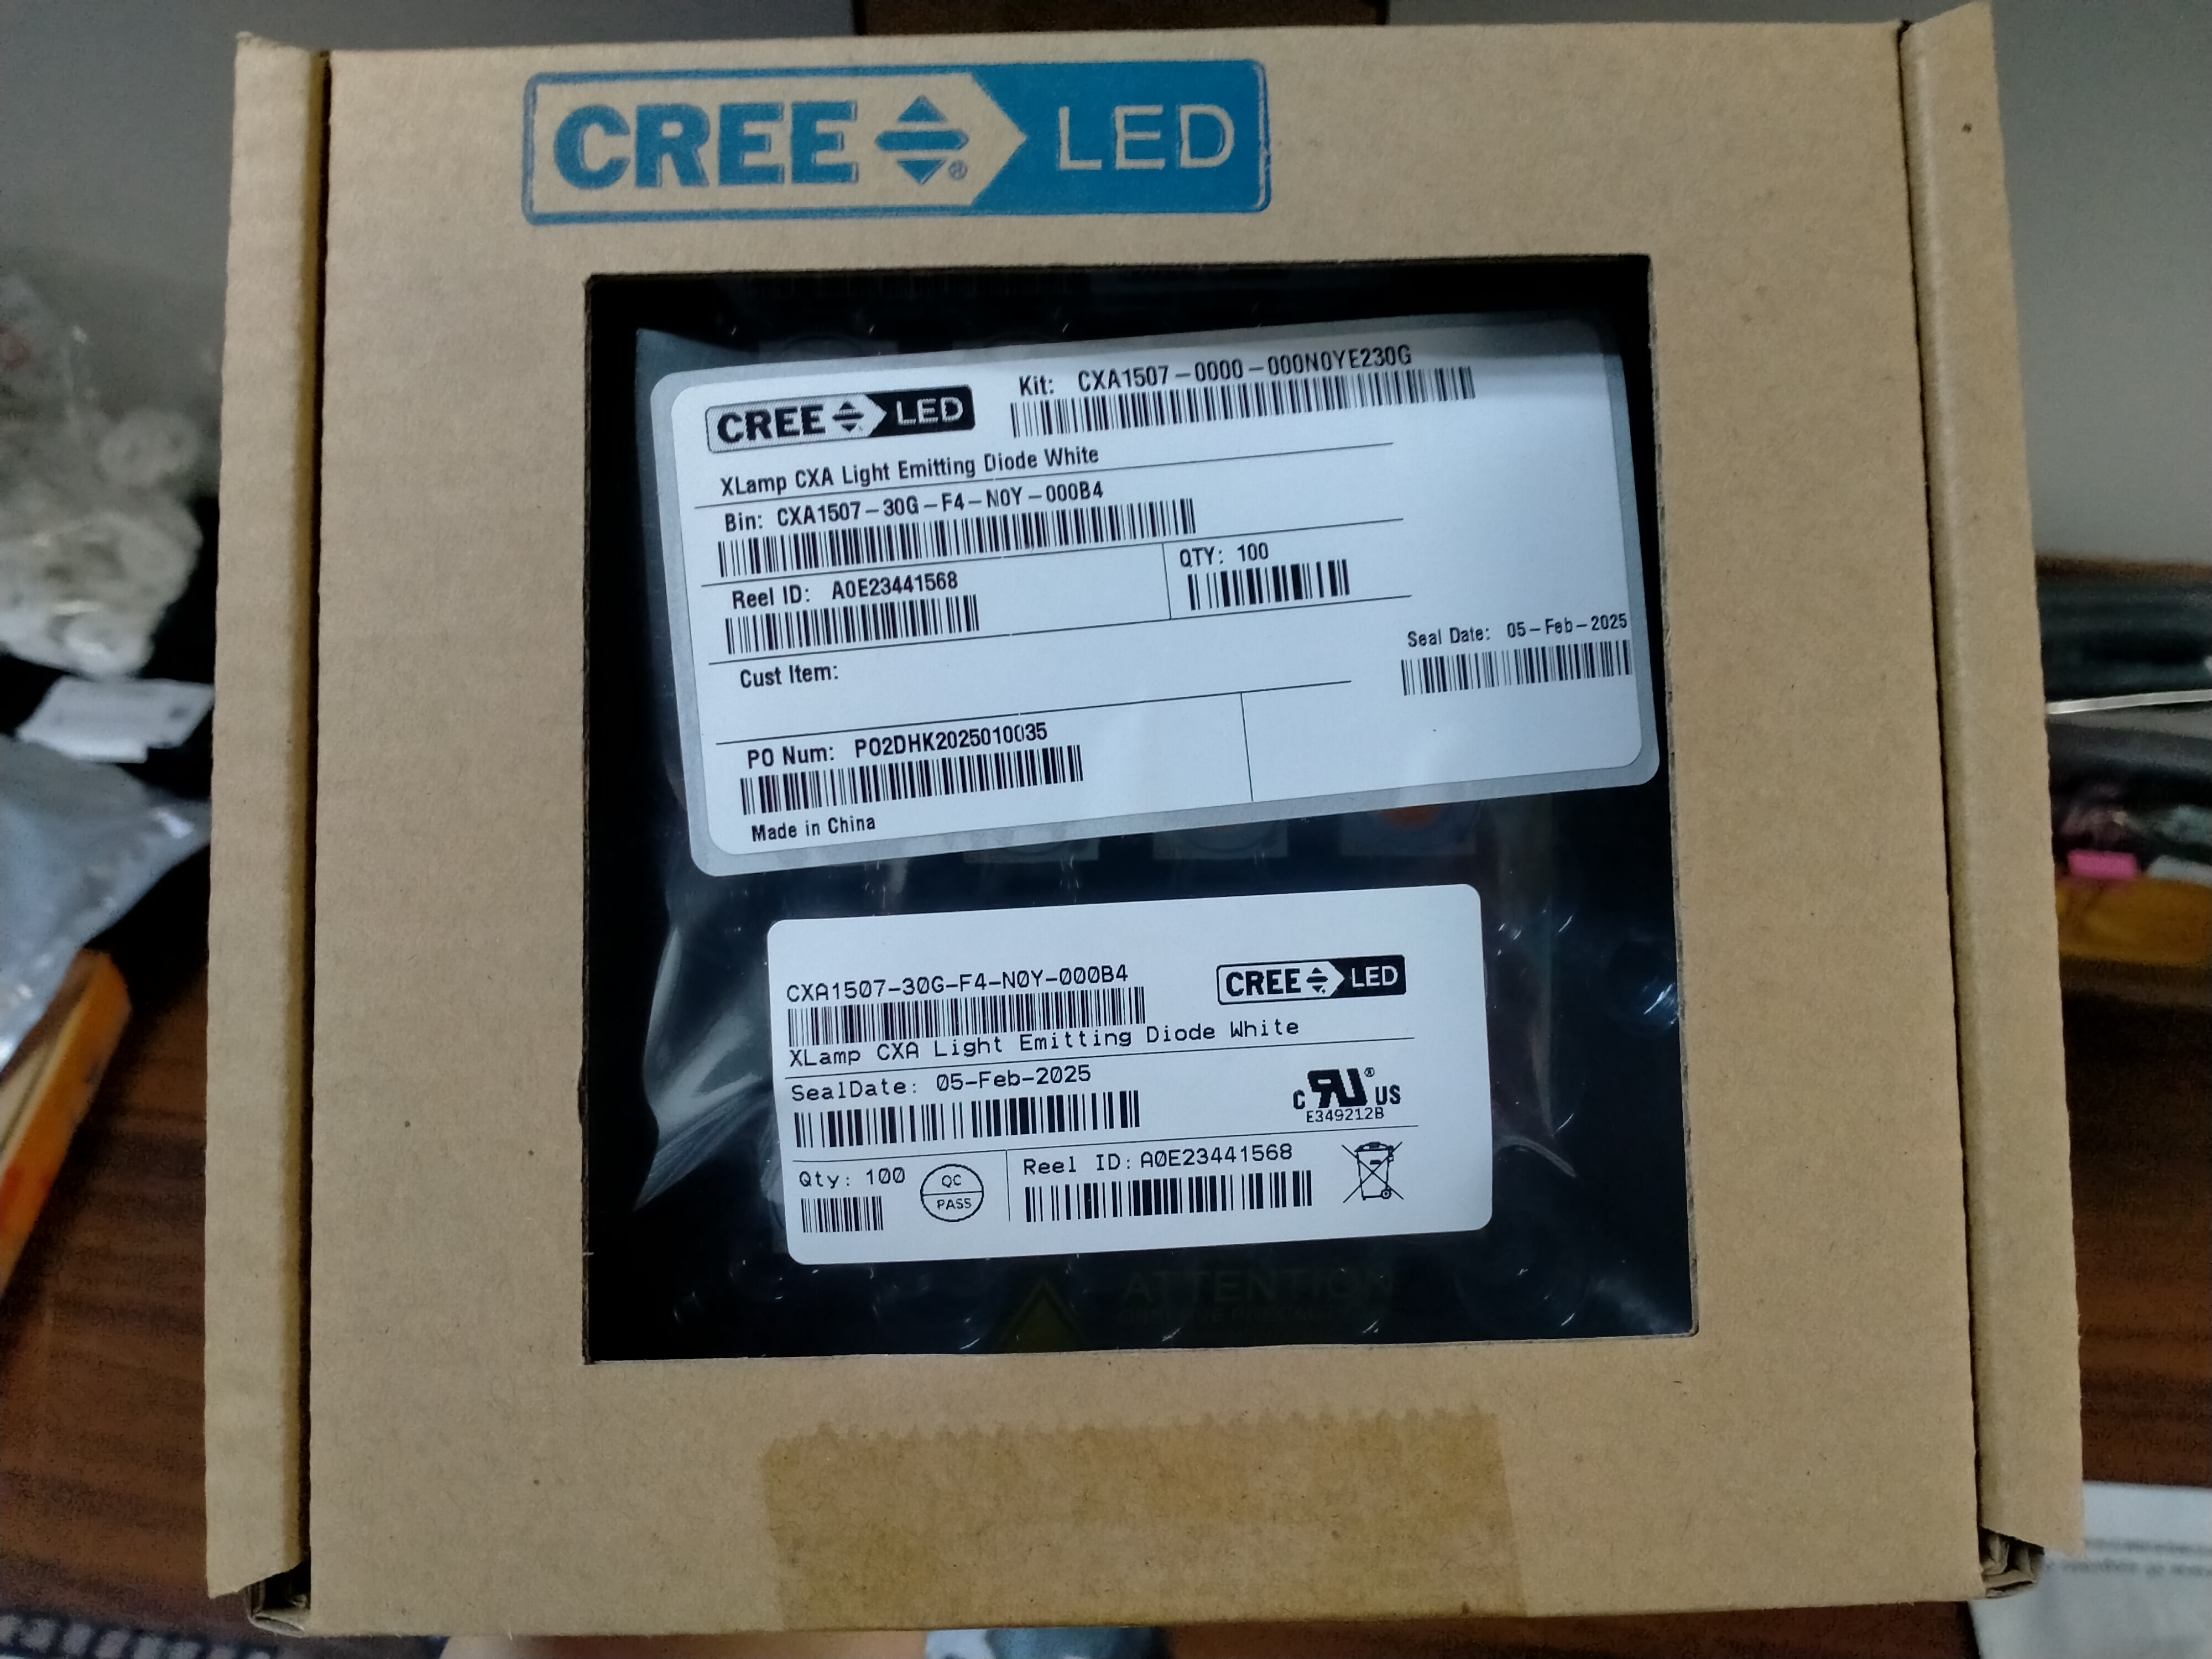 CREE LED
CREE LED
Kit: CXA1507-0000-000N0YE230G
XLamp CXA Light Emitting Diode White
Bin: CXA1507-30G-F4-N0Y-000B4
Reel ID: A0E23441568
QTY: 100
Seal Date: 05-Feb-2025
Cust Item:
PO Num: PO2DHK2025010035
Made in China
CXA1507-30G-F4-N0Y-000B4
CREE LED
XLamp CXA Light Emitting Diode White
SealDate: 05-Feb-2025
C RU® US
E349212B
Qty: 100
QC
PASS
Reel ID: A0E23441568
ATTENTION